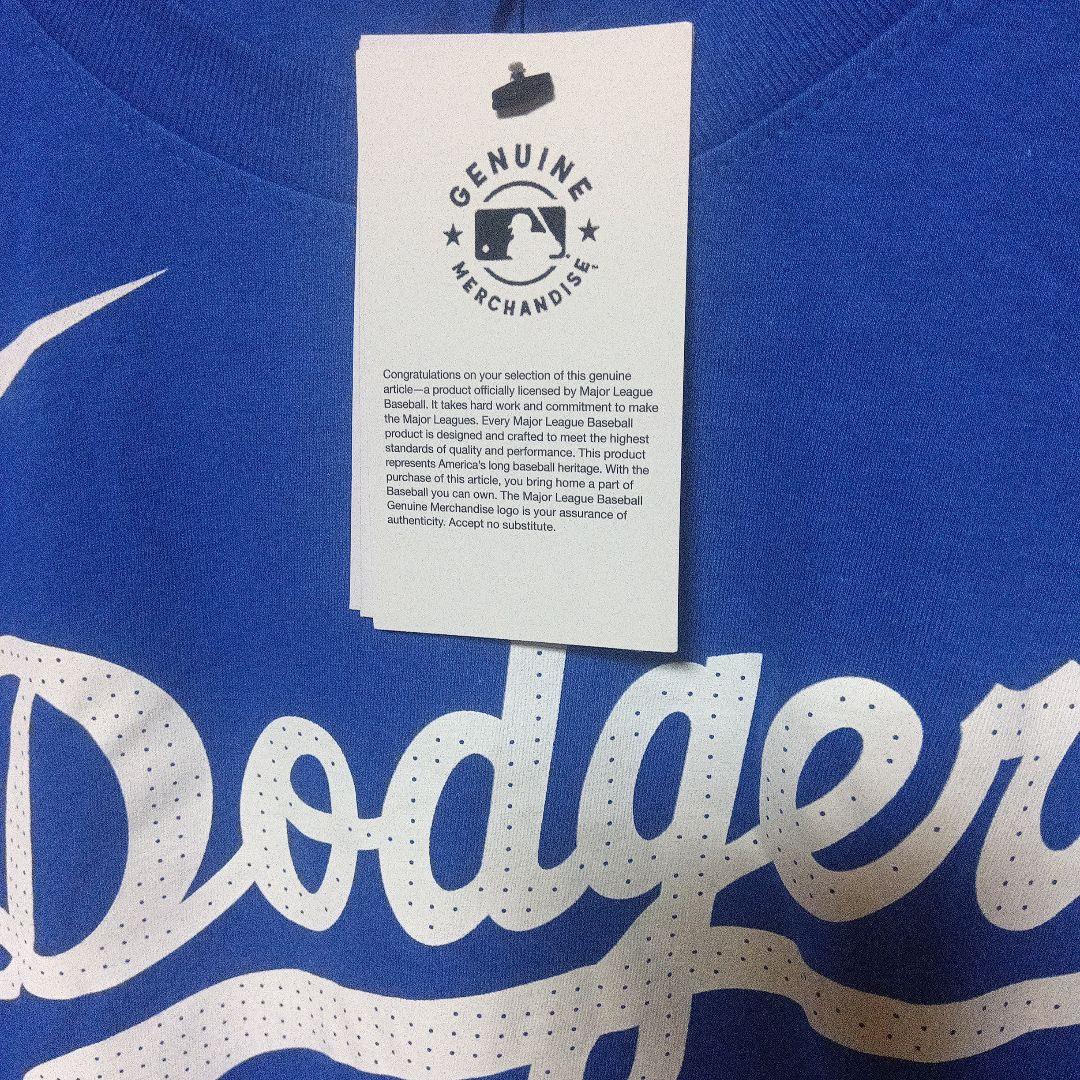 GENUINE
MERCHANDISE
Congratulations on your selection of this genuine
article—a product officially licensed by Major League
Baseball. It takes hard work and commitment to make
the Major Leagues. Every Major League Baseball
product is designed and crafted to meet the highest
standards of quality and performance. This product
represents America's long baseball heritage. With the
purchase of this article, you bring home a part of
Baseball you can own. The Major League Baseball
Genuine Merchandise logo is your assurance of
authenticity. Accept no substitute.
Dodger